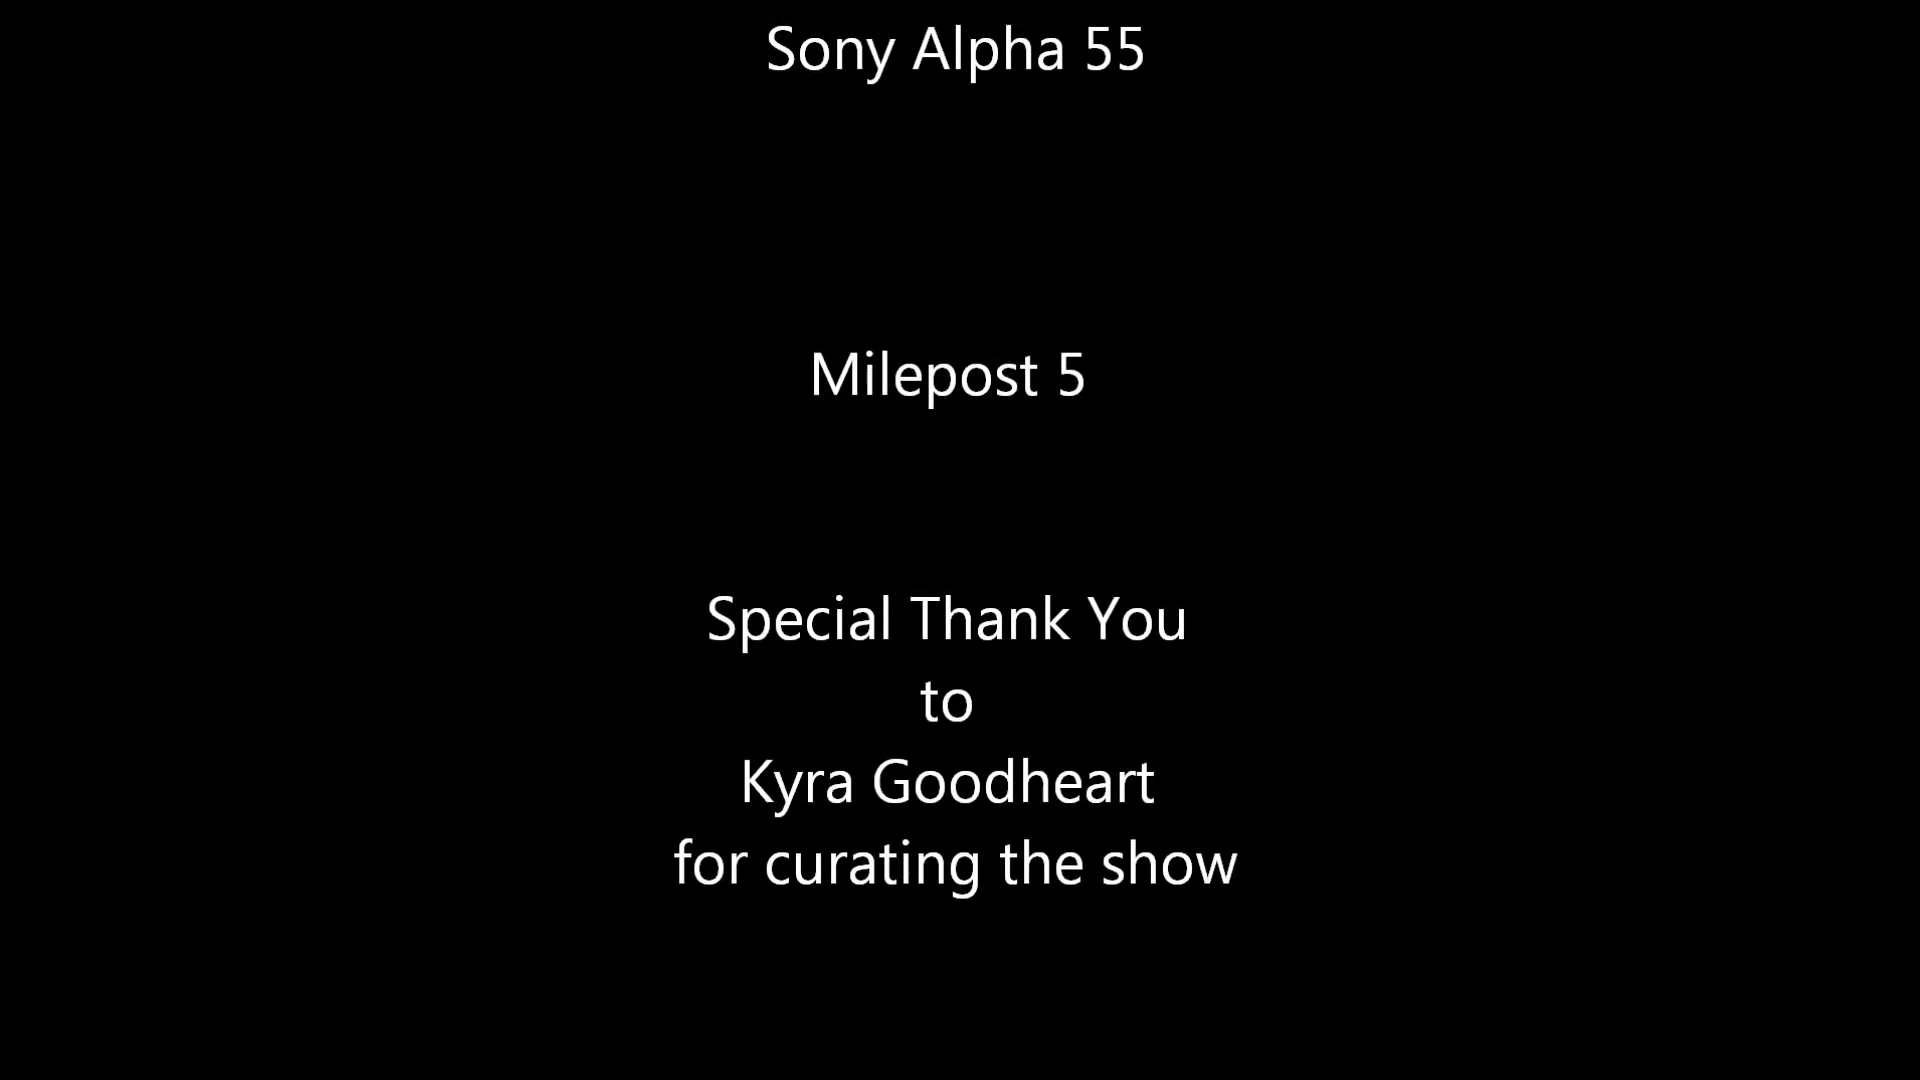 Sony Alpha 55
Milepost 5
Special Thank You
to
Kyra Goodheart
for curating the show